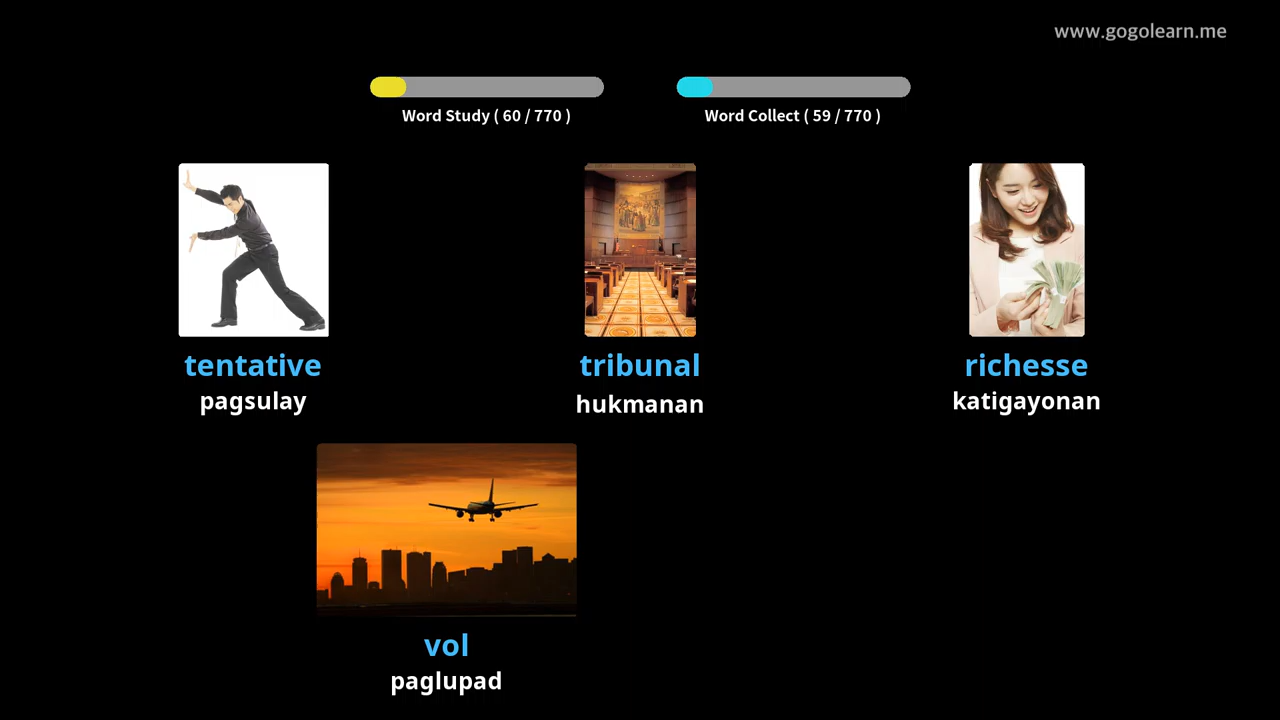 www.gogolearn.me
Word Study ( 60 / 770 )
Word Collect ( 59 / 770 )
tentative
pagsulay
tribunal
hukmanan
richesse
katigayonan
vol
paglupad